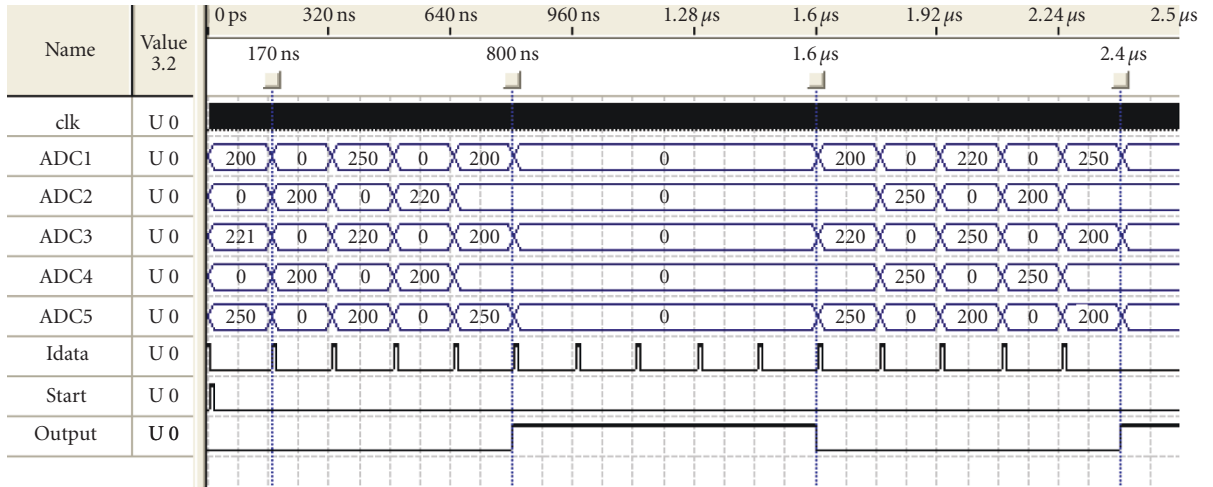 0 ps 320 ns 640 ns 960 ns 1.28 μs 1.6 μs 1.92 μs 2.24 μs 2.5 μs
Name Value 3.2
170 ns 800 ns 1.6 μs 2.4 μs
clk U 0
ADC1 U 0 200 0 250 0 200 0 200 0 220 0 250
ADC2 U 0 0 200 0 220 0 250 0 200
ADC3 U 0 221 0 220 0 200 0 220 0 250 0 200
ADC4 U 0 0 200 0 200 0 250 0 250
ADC5 U 0 250 0 200 0 250 0 250 0 200 0 200
Idata U 0
Start U 0
Output U 0